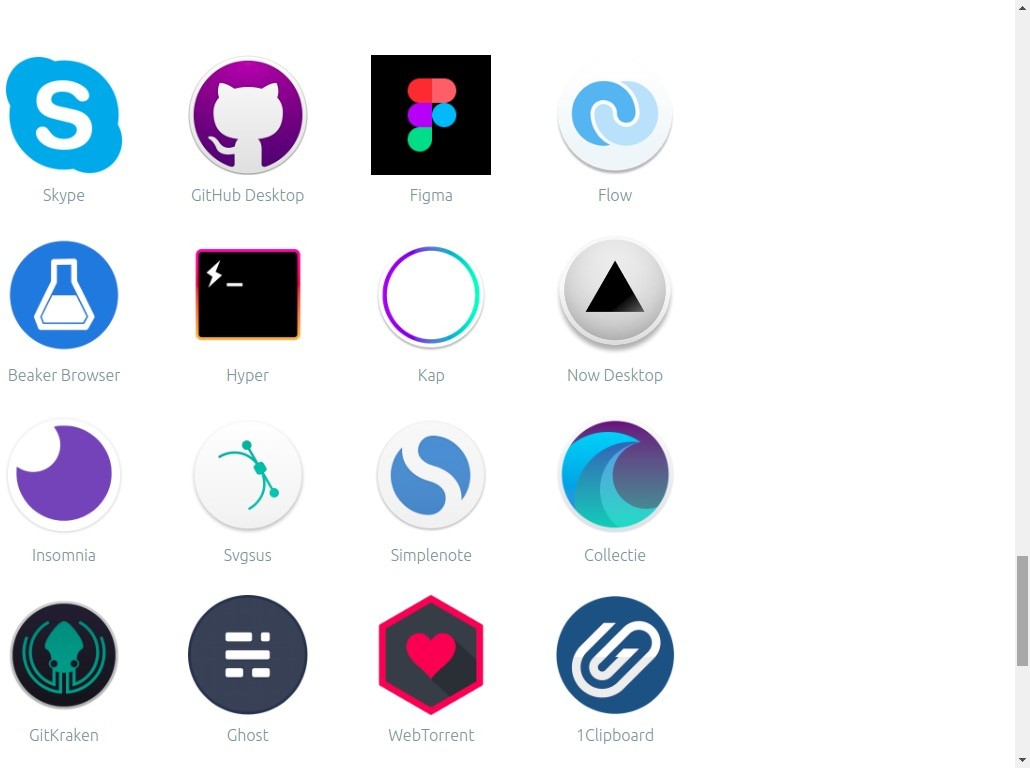 Skype
GitHub Desktop
Figma
Flow
Beaker Browser
Hyper
Kap
Now Desktop
Insomnia
Svgsus
Simplenote
Collectie
GitKraken
Ghost
WebTorrent
1Clipboard